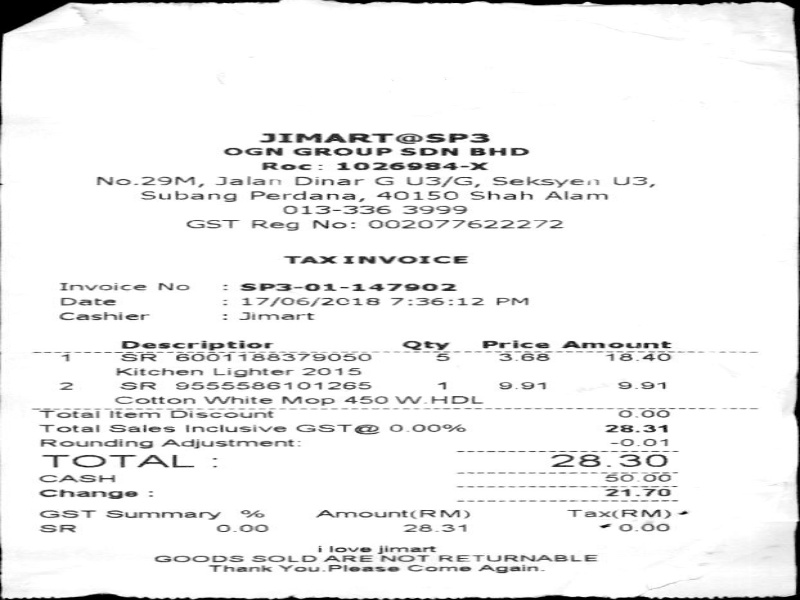 JIMART@SP3
OGN GROUP SDN BHD
Roc: 1026984-X
No.29M, Jalan Dinar G U3/G, Seksyen U3,
Subang Perdana, 40150 Shah Alam
013-336 3999
GST Reg No: 002077622272
TAX INVOICE
Invoice No : SP3-01-147902
Date : 17/06/2018 7:36:12 PM
Cashier : Jimart
Description Qty Price Amount
1 SR 6001188379050 5 3.68 18.40
Kitchen Lighter 2015
2 SR 9555586101265 1 9.91 9.91
Cotton White Mop 450 W.HDL
Total Item Discount 0.00
Total Sales Inclusive GST@ 0.00% 28.31
Rounding Adjustment: -0.01
TOTAL : 28.30
CASH 50.00
Change : 21.70
GST Summary % Amount(RM) Tax(RM)
SR 0.00 28.31 0.00
i love jimart
GOODS SOLD ARE NOT RETURNABLE
Thank You.Please Come Again.